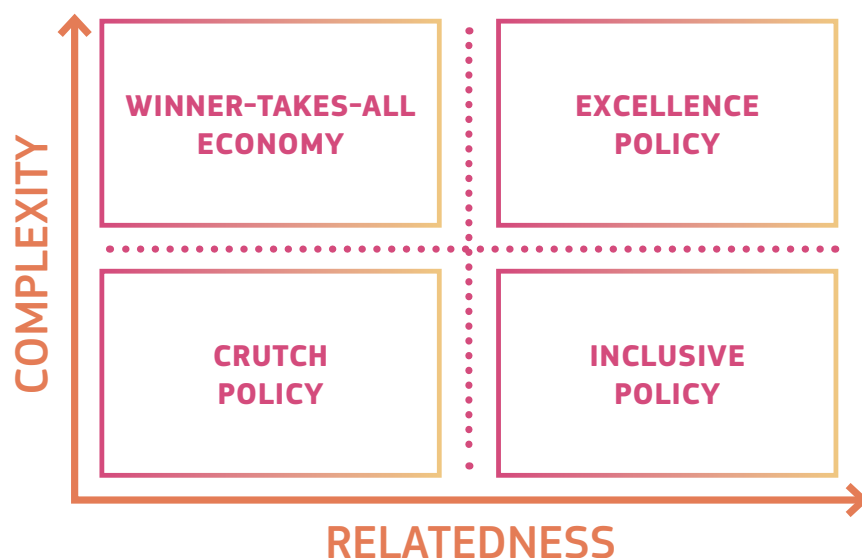 COMPLEXITY
WINNER-TAKES-ALL
ECONOMY
EXCELLENCE
POLICY
CRUTCH
POLICY
INCLUSIVE
POLICY
RELATEDNESS